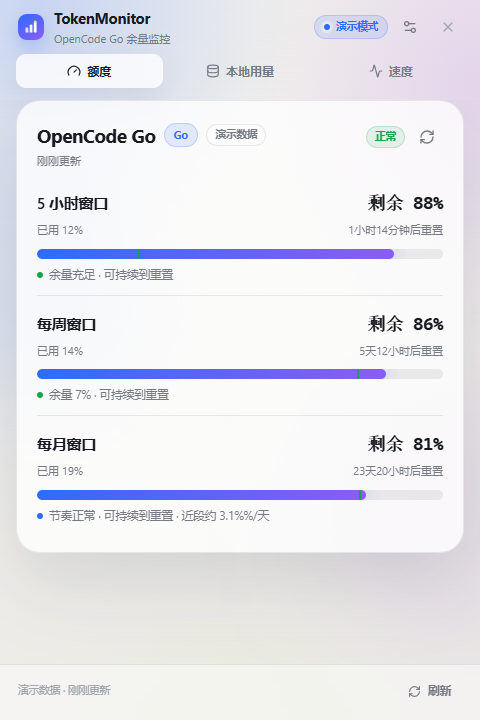 TokenMonitor
OpenCode Go 余量监控
演示模式
额度
本地用量
速度
OpenCode Go
Go
演示数据
正常
刚刚更新
5 小时窗口
剩余 88%
已用 12%
1小时14分钟后重置
余量充足 · 可持续到重置
每周窗口
剩余 86%
已用 14%
5天12小时后重置
余量 7% · 可持续到重置
每月窗口
剩余 81%
已用 19%
23天20小时后重置
节奏正常 · 可持续到重置 · 近段约 3.1%%/天
演示数据 · 刚刚更新
刷新